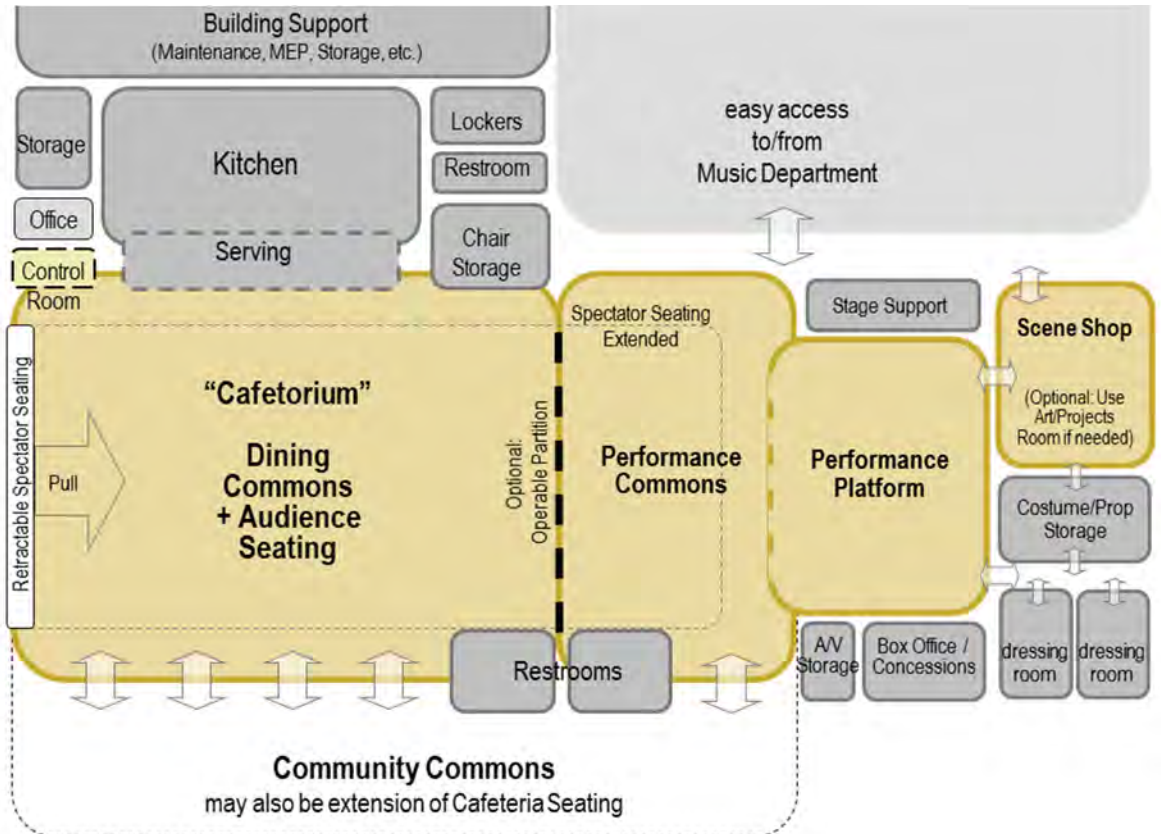 Building Support
(Maintenance, MEP, Storage, etc.)
Storage
Kitchen
Lockers
Restroom
Office
Serving
Chair
Storage
Control
Room
easy access
to/from
Music Department
Retractable Spectator Seating
Pull
“Cafetorium”
Dining
Commons
+ Audience
Seating
Optional:
Operable Partition
Spectator Seating
Extended
Performance
Commons
Stage Support
Performance
Platform
Scene Shop
(Optional: Use
Art/Projects
Room if needed)
Costume/Prop
Storage
Restrooms
A/V
Storage
Box Office /
Concessions
dressing
room
dressing
room
Community Commons
may also be extension of Cafeteria Seating